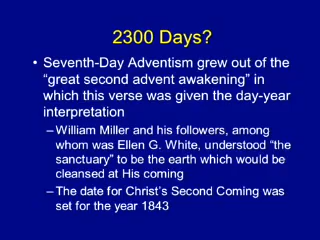 2300 Days?
• Seventh-Day Adventism grew out of the
“great second advent awakening” in
which this verse was given the day-year
interpretation
– William Miller and his followers, among
whom was Ellen G. White, understood “the
sanctuary” to be the earth which would be
cleansed at His coming
– The date for Christ’s Second Coming was
set for the year 1843